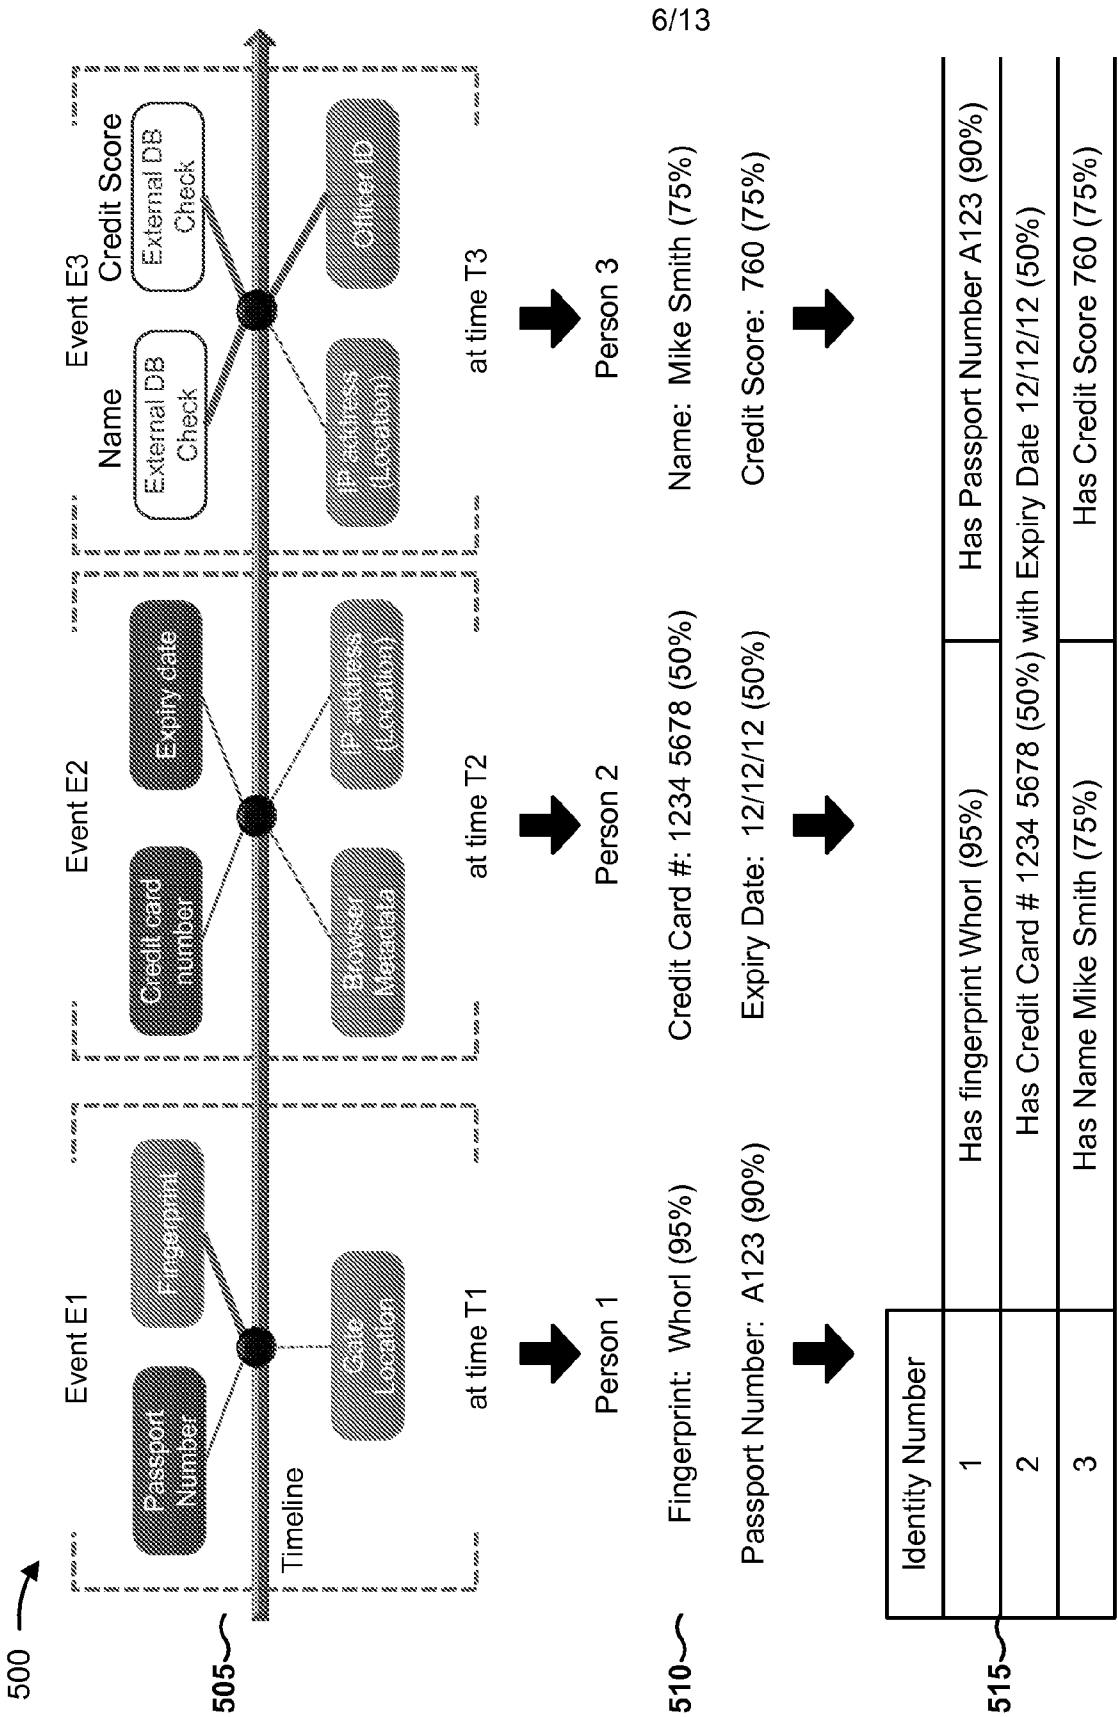 6/13
500
505
Timeline
Event E1
Passport
Number
Fingerprint
Gate
Location
at time T1
Event E2
Credit card
number
Expiry date
Browser
Metadata
IP address
(Location)
at time T2
Event E3
Name
Credit Score
External DB
Check
External DB
Check
IP address
(Location)
Officer ID
at time T3
510
Person 1
Fingerprint: Whorl (95%)
Passport Number: A123 (90%)
Person 2
Credit Card #: 1234 5678 (50%)
Expiry Date: 12/12/12 (50%)
Person 3
Name: Mike Smith (75%)
Credit Score: 760 (75%)
515
Identity Number
1 Has fingerprint Whorl (95%) Has Passport Number A123 (90%)
2 Has Credit Card # 1234 5678 (50%) with Expiry Date 12/12/12 (50%)
3 Has Name Mike Smith (75%) Has Credit Score 760 (75%)